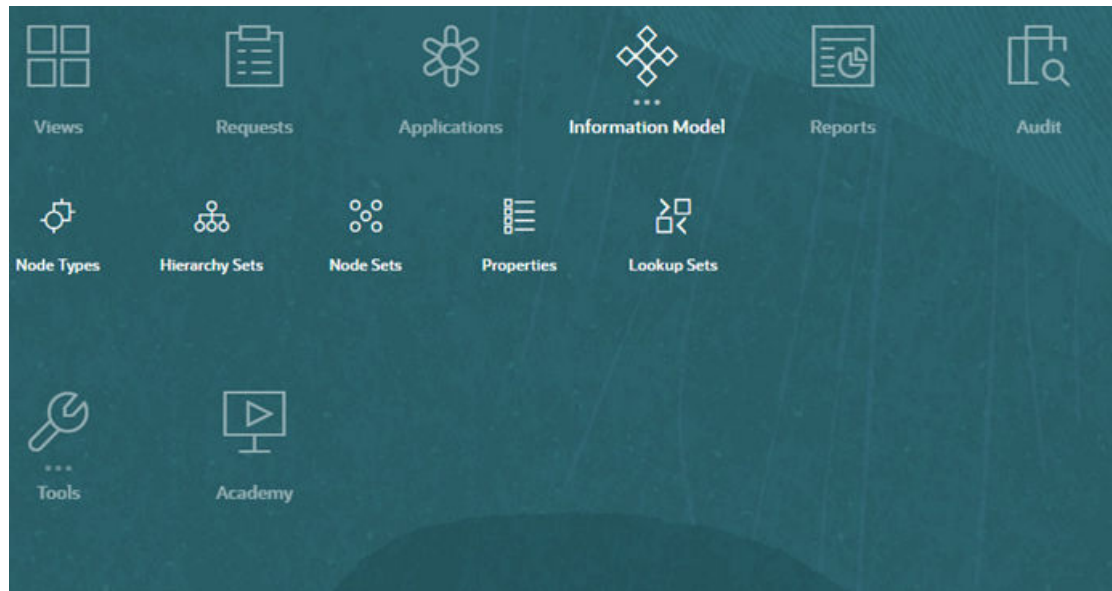 Views
Requests
Applications
Information Model
Reports
Audit
Node Types
Hierarchy Sets
Node Sets
Properties
Lookup Sets
Tools
Academy